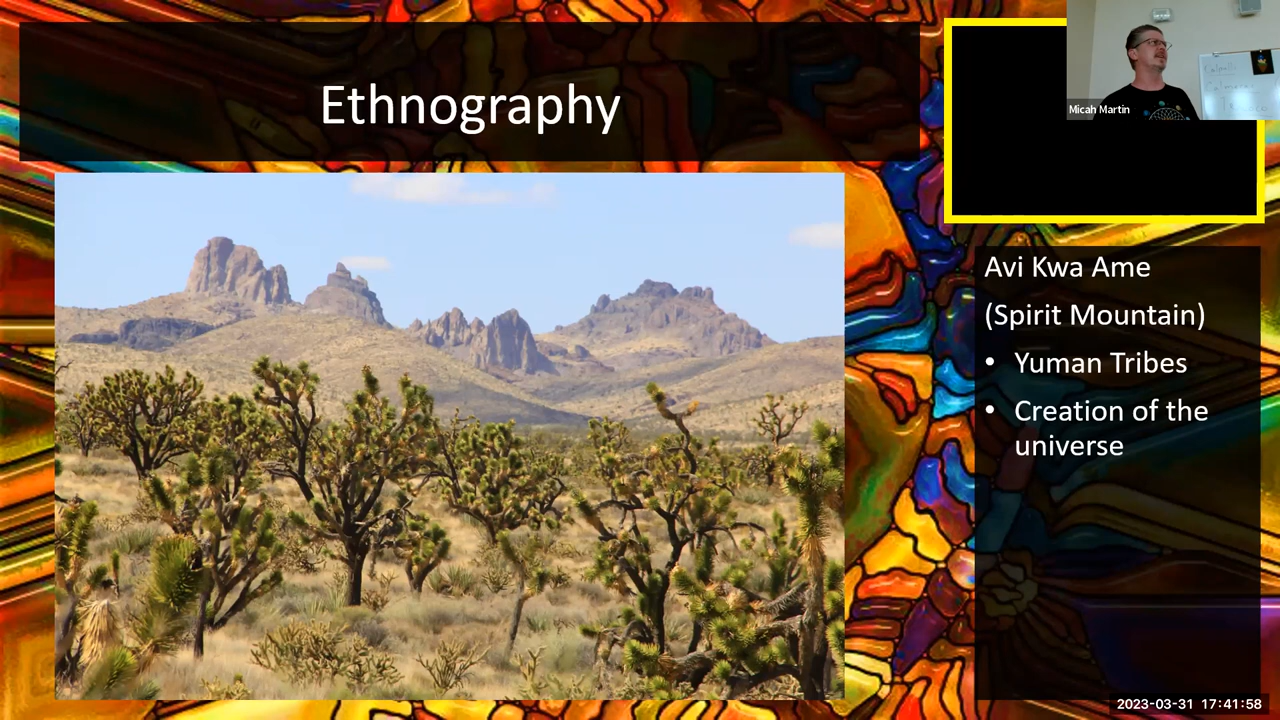 Ethnography
Micah Martin
Avi Kwa Ame
(Spirit Mountain)
• Yuman Tribes
• Creation of the
universe
2023-03-31 17:41:58